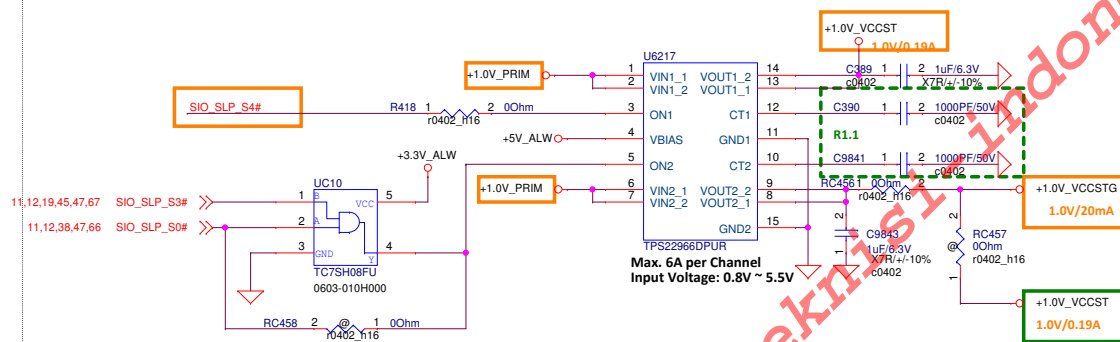 +1.0V_VCCST
1.0V/0.19A
U6217
+1.0V_PRIM
1 VIN1_1 VOUT1_2 14
2 VIN1_2 VOUT1_1 13
C389 1 2 1uF/6.3V
c0402 X7R/+/-10%
SIO_SLP_S4#
R418 1 2 0Ohm
r0402_h16
3 ON1 CT1 12
C390 1 2 1000PF/50V
c0402
R1.1
+5V_ALW
4 VBIAS GND1 11
+3.3V_ALW
5 ON2 CT2 10
C9841 1 2 1000PF/50V
c0402
UC10
+1.0V_PRIM
6 VIN2_1 VOUT2_2 9
7 VIN2_2 VOUT2_1 8
RC456 1 0Ohm 2
r0402_h16
+1.0V_VCCSTG
1.0V/20mA
11,12,19,45,47,67 SIO_SLP_S3#
1 B VCC 5
11,12,38,47,66 SIO_SLP_S0#
2 A
3 GND Y 4
GND2 15
TPS22966DPUR
Max. 6A per Channel
Input Voltage: 0.8V ~ 5.5V
2 C9843
1uF/6.3V
1 X7R/+/-10%
c0402
2 RC457
@ 0Ohm
r0402_h16
1
TC7SH08FU
0603-010H000
RC458 2 @ 1 0Ohm
r0402_h16
+1.0V_VCCST
1.0V/0.19A
teknisi-indon